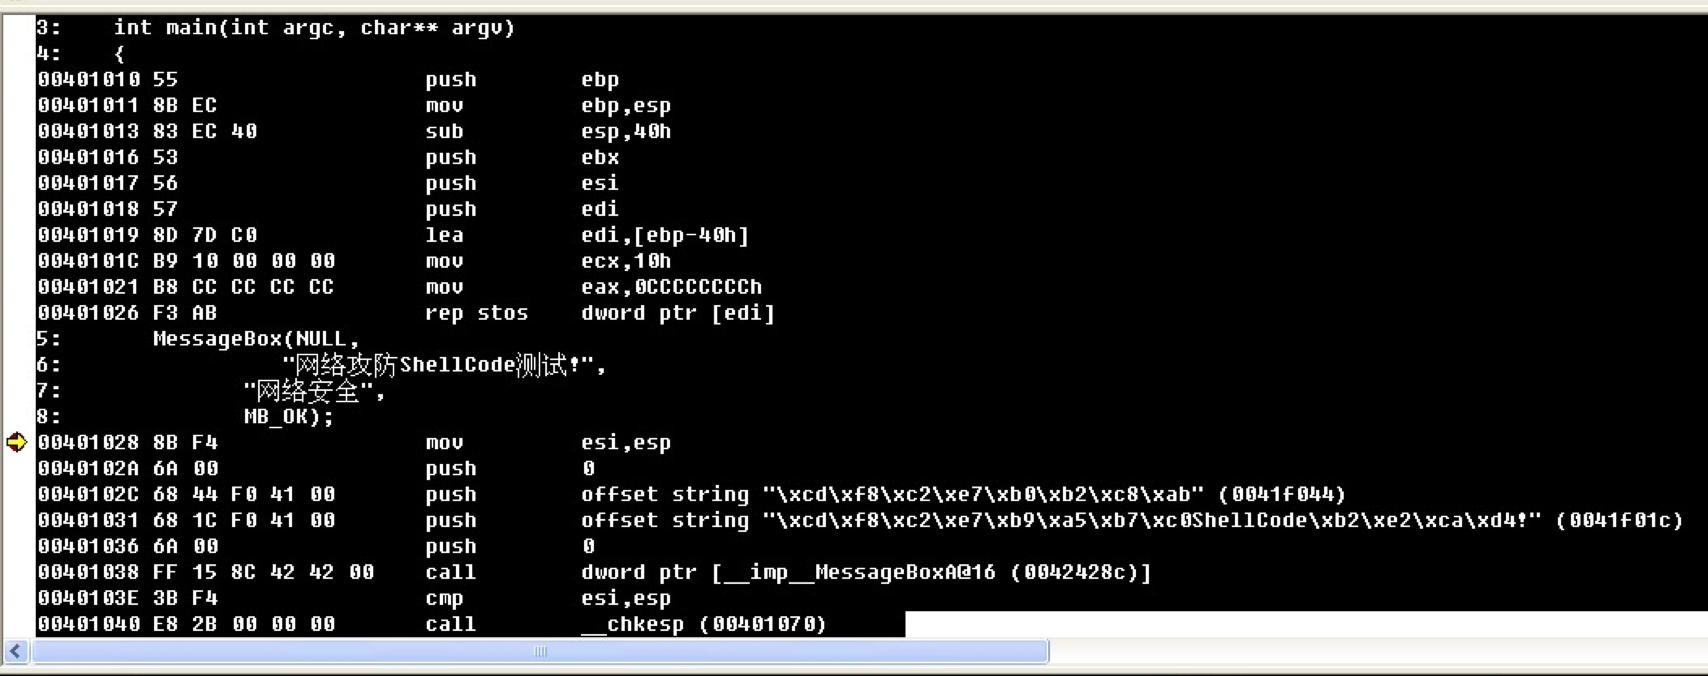 3:    int main(int argc, char** argv)
4:    {
00401010 55                   push        ebp
00401011 8B EC                mov         ebp,esp
00401013 83 EC 40             sub         esp,40h
00401016 53                   push        ebx
00401017 56                   push        esi
00401018 57                   push        edi
00401019 8D 7D C0             lea         edi,[ebp-40h]
0040101C B9 10 00 00 00       mov         ecx,10h
00401021 B8 CC CC CC CC       mov         eax,0CCCCCCCCh
00401026 F3 AB                rep stos    dword ptr [edi]
5:       MessageBox(NULL,
6:                 "网络攻防ShellCode测试!",
7:              "网络安全",
8:              MB_OK);
00401028 8B F4                mov         esi,esp
0040102A 6A 00                push        0
0040102C 68 44 F0 41 00       push        offset string "\xcd\xf8\xc2\xe7\xb0\xb2\xc8\xab" (0041f044)
00401031 68 1C F0 41 00       push        offset string "\xcd\xf8\xc2\xe7\xb9\xa5\xb7\xc0ShellCode\xb2\xe2\xca\xd4!" (0041f01c)
00401036 6A 00                push        0
00401038 FF 15 8C 42 42 00    call        dword ptr [__imp__MessageBoxA@16 (0042428c)]
0040103E 3B F4                cmp         esi,esp
00401040 E8 2B 00 00 00       call        __chkesp (00401070)